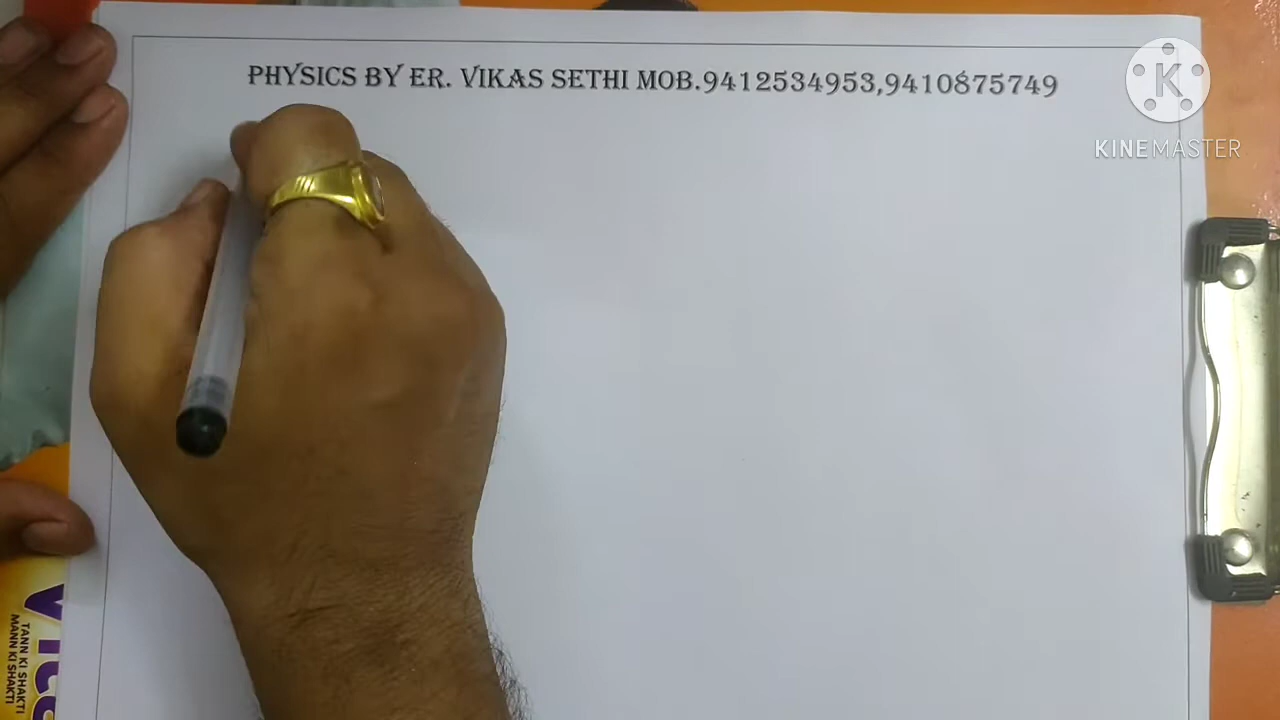 PHYSICS BY ER. VIKAS SETHI MOB.9412534953,9410875749
K
KINEMASTER
TANN KI SHAKTI
MANN KI SHAKTI